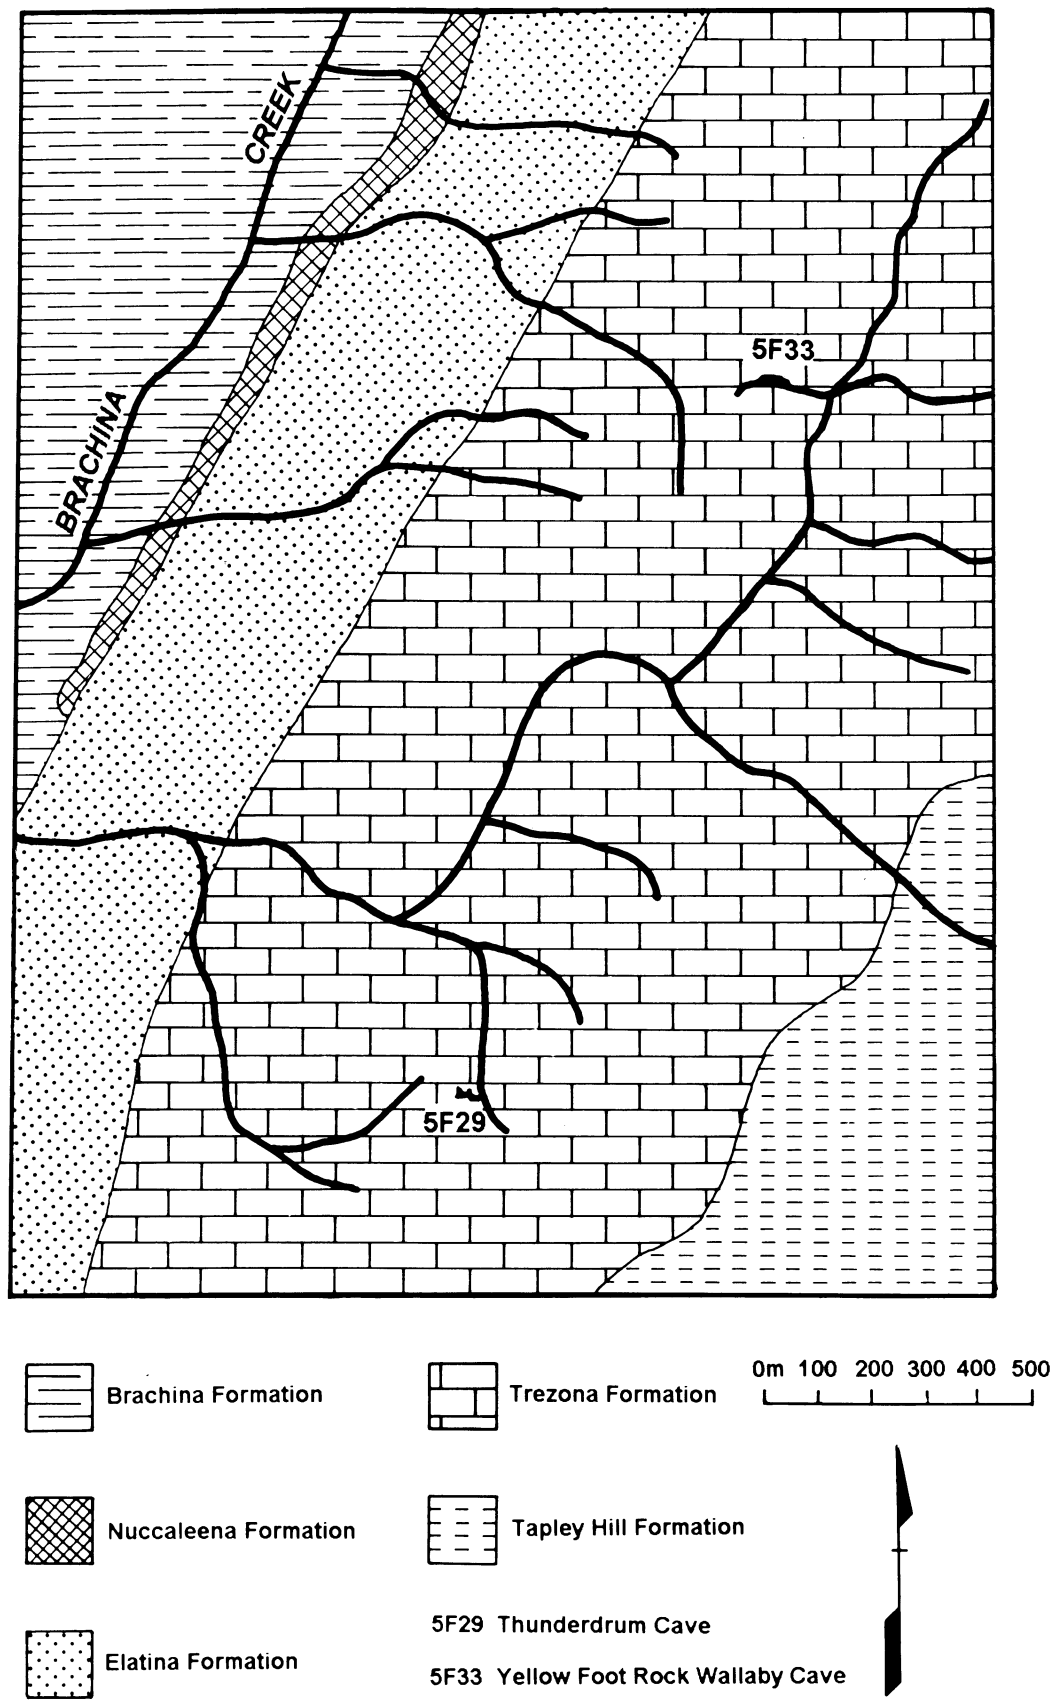 CREEK
5F33
BRACHINA
5F29
Brachina Formation
Trezona Formation
0m 100 200 300 400 500
Nuccaleena Formation
Tapley Hill Formation
Elatina Formation
5F29 Thunderdrum Cave
5F33 Yellow Foot Rock Wallaby Cave